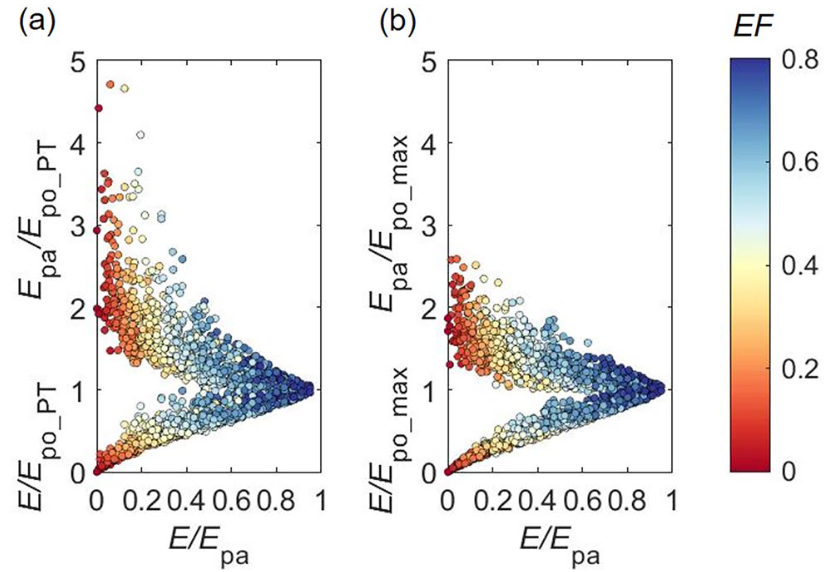 (a)
(b)
EF
5
4
3
2
1
0
E/Epo_PT
Epa/Epo_PT
0 0.2 0.4 0.6 0.8 1
E/Epa
5
4
3
2
1
0
E/Epo_max
Epa/Epo_max
0 0.2 0.4 0.6 0.8 1
E/Epa
0.8
0.6
0.4
0.2
0